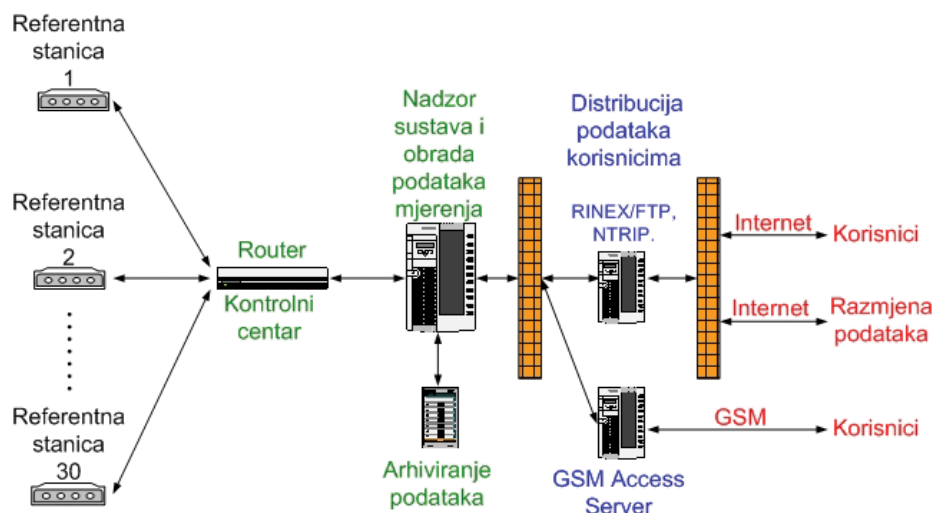 Referentna
stanica
1
Referentna
stanica
2
Referentna
stanica
30
Router
Kontrolni
centar
Nadzor
sustava i
obrada
podataka
mjerenja
Arhiviranje
podataka
Distribucija
podataka
korisnicima
RINEX/FTP,
NTRIP.
GSM Access
Server
Internet
Korisnici
Internet
Razmjena
podataka
GSM
Korisnici